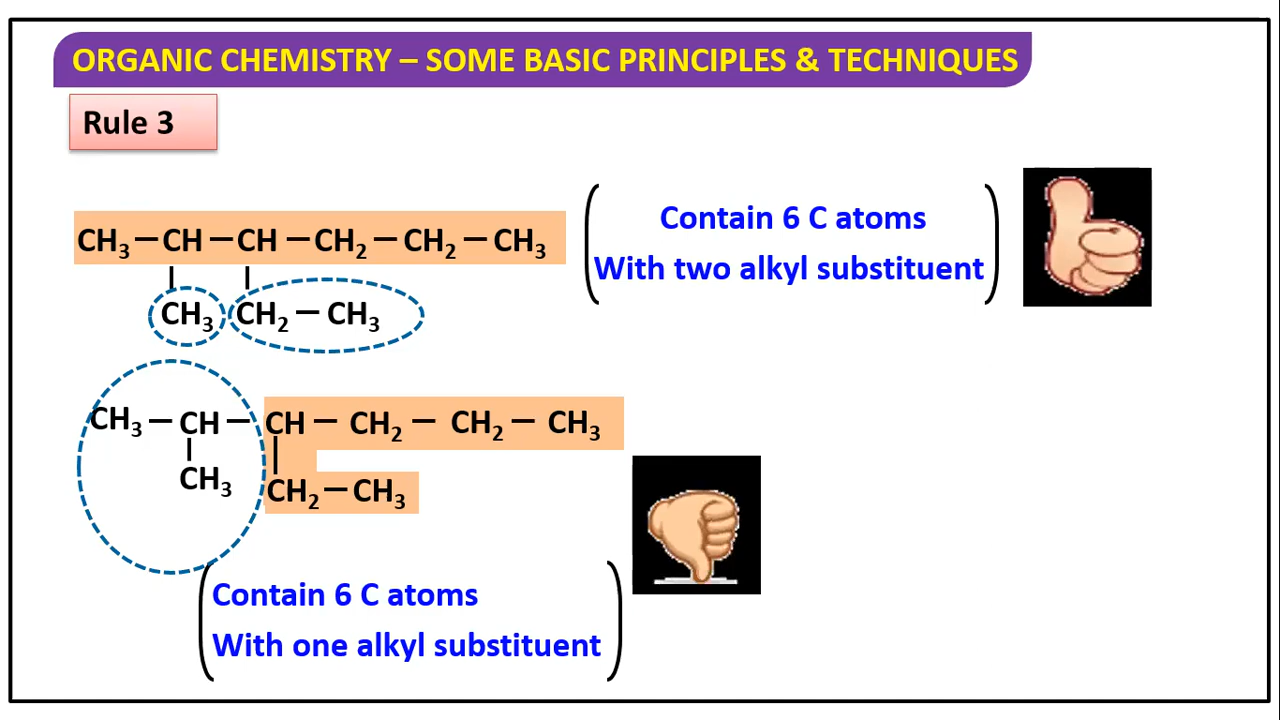 ORGANIC CHEMISTRY – SOME BASIC PRINCIPLES & TECHNIQUES
Rule 3
CH₃ – CH – CH – CH₂ – CH₂ – CH₃
CH₃ CH₂ – CH₃
Contain 6 C atoms
With two alkyl substituent
CH₃ – CH – CH – CH₂ – CH₂ – CH₃
CH₃ CH₂ – CH₃
Contain 6 C atoms
With one alkyl substituent